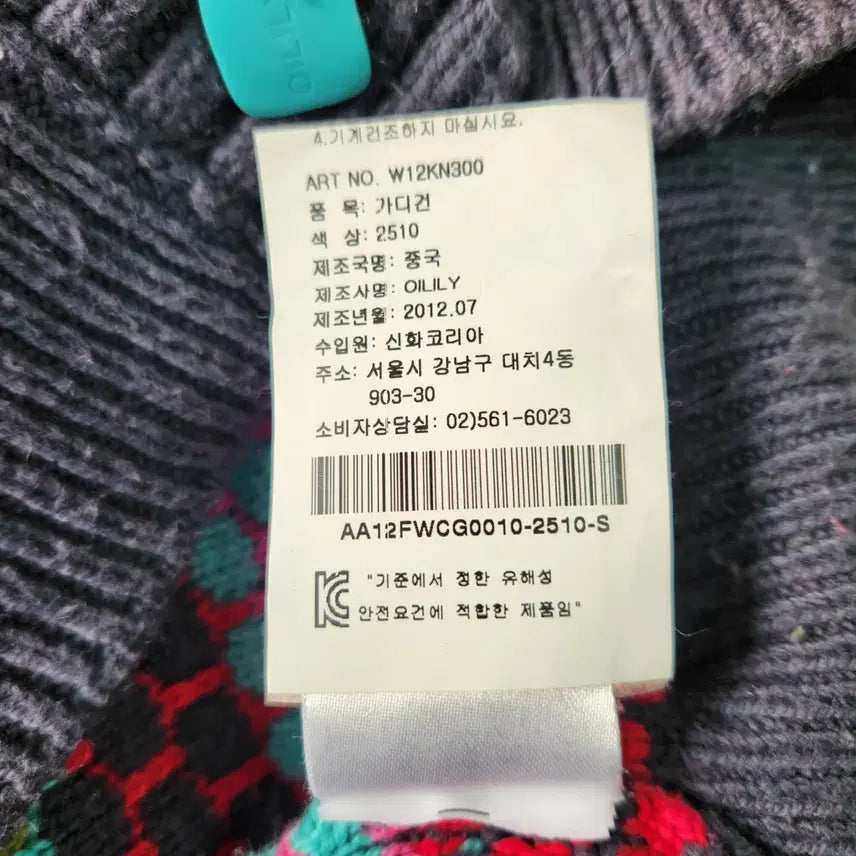 OILILY
4.기계건조하지 마십시요.
ART NO. W12KN300
품 목: 가디건
색 상: 2510
제조국명: 중국
제조사명: OILILY
제조년월: 2012.07
수입원: 신화코리아
주소: 서울시 강남구 대치4동
903-30
소비자상담실: 02)561-6023
AA12FWCG0010-2510-S
KC "기준에서 정한 유해성
안전요건에 적합한 제품임"